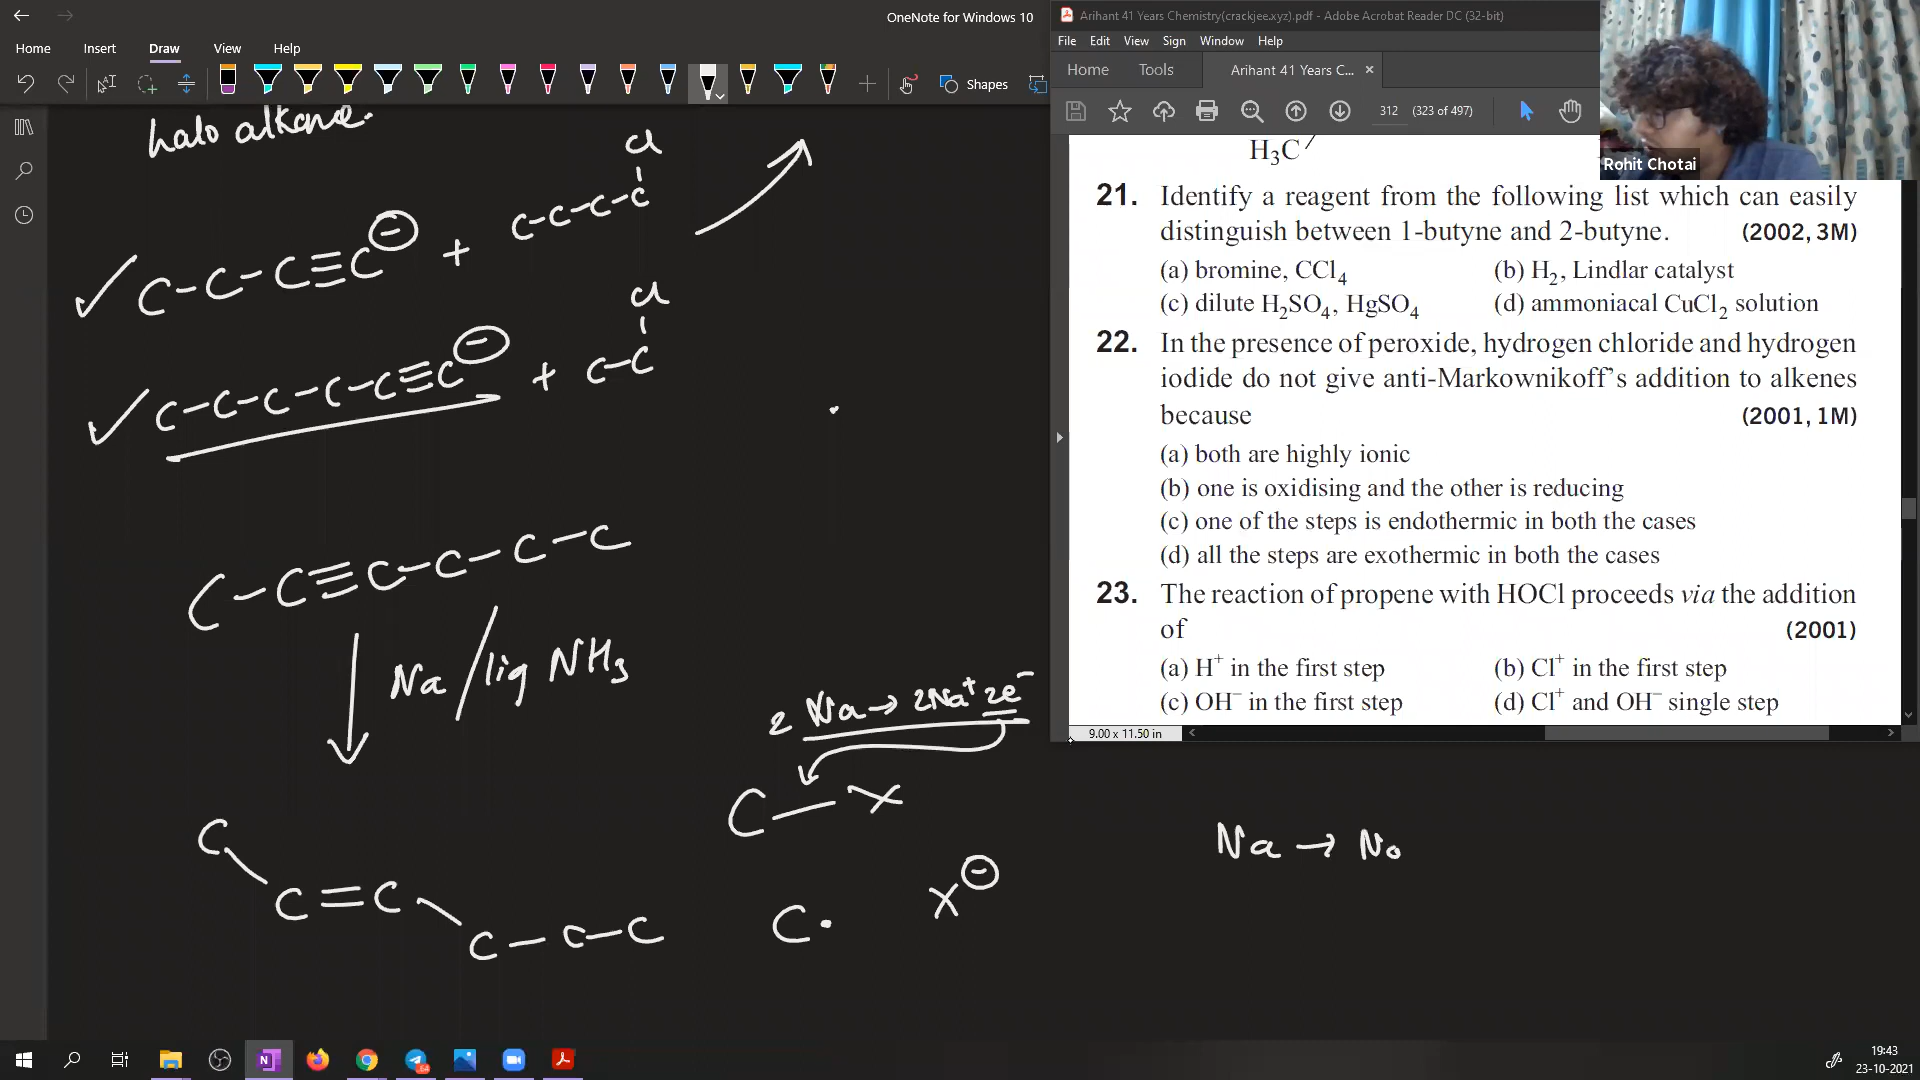 OneNote for Windows 10
Home Insert Draw View Help
Shapes
halo alkene.
Cl
C-C-C≡C⊖ + C-C-C-C
Cl
C-C-C-C-C≡C⊖ + C-C
C-C≡C-C-C-C
Na/liq NH3
2 Na→2Na+ 2e-
C—X
C
C=C
C-C-C
C.
X⊖
Arihant 41 Years Chemistry(crackjee.xyz).pdf - Adobe Acrobat Reader DC (32-bit)
File Edit View Sign Window Help
Home Tools Arihant 41 Years C... ×
312 (323 of 497)
Rohit Chotai
H3C
21. Identify a reagent from the following list which can easily
distinguish between 1-butyne and 2-butyne. (2002, 3M)
(a) bromine, CCl4 (b) H2, Lindlar catalyst
(c) dilute H2SO4, HgSO4 (d) ammoniacal CuCl2 solution
22. In the presence of peroxide, hydrogen chloride and hydrogen
iodide do not give anti-Markownikoff's addition to alkenes
because (2001, 1M)
(a) both are highly ionic
(b) one is oxidising and the other is reducing
(c) one of the steps is endothermic in both the cases
(d) all the steps are exothermic in both the cases
23. The reaction of propene with HOCl proceeds via the addition
of (2001)
(a) H+ in the first step (b) Cl+ in the first step
(c) OH− in the first step (d) Cl+ and OH− single step
9.00 x 11.50 in
Na → No
19:43
23-10-2021